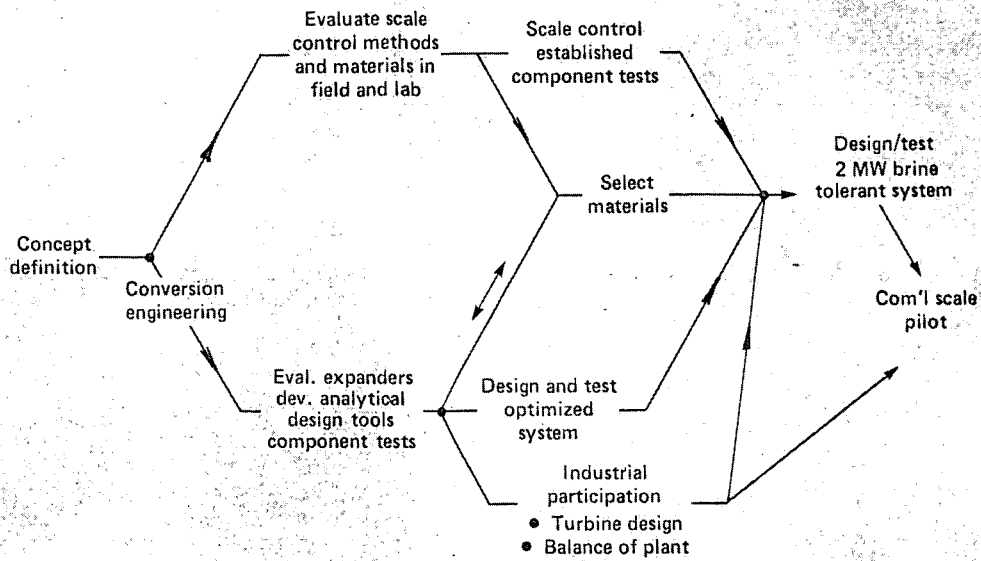 Evaluate scale
control methods
and materials in
field and lab
Scale control
established
component tests
Design/test
2 MW brine
tolerant system
Select
materials
Concept
definition
Conversion
engineering
Com'l scale
pilot
Eval. expanders
dev. analytical
design tools
component tests
Design and test
optimized
system
Industrial
participation
• Turbine design
• Balance of plant